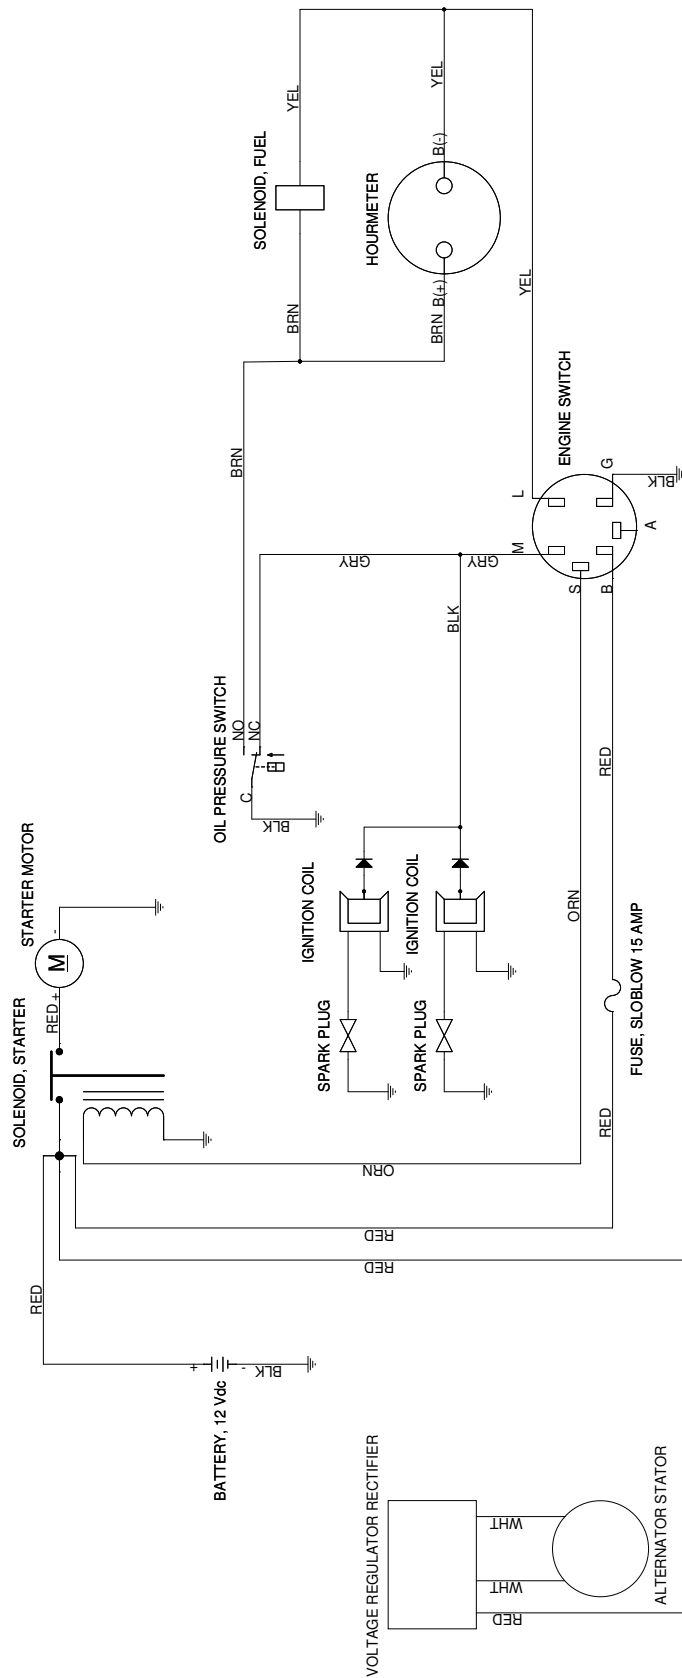 YEL
YEL
SOLENOID, FUEL
B(-)
HOURMETER
BRN
BRN
B(+)
YEL
BRN
ENGINE SWITCH
L
G
BLK
A
M
S
B
GRY
GRY
BLK
OIL PRESSURE SWITCH
NO
NC
C
BLK
RED
STARTER MOTOR
-
M
RED
+
SOLENOID, STARTER
IGNITION COIL
IGNITION COIL
ORN
SPARK PLUG
SPARK PLUG
FUSE, SLOBLOW 15 AMP
RED
ORN
RED
RED
RED
+
-
BLK
BATTERY, 12 Vdc
VOLTAGE REGULATOR RECTIFIER
WHT
WHT
RED
ALTERNATOR STATOR